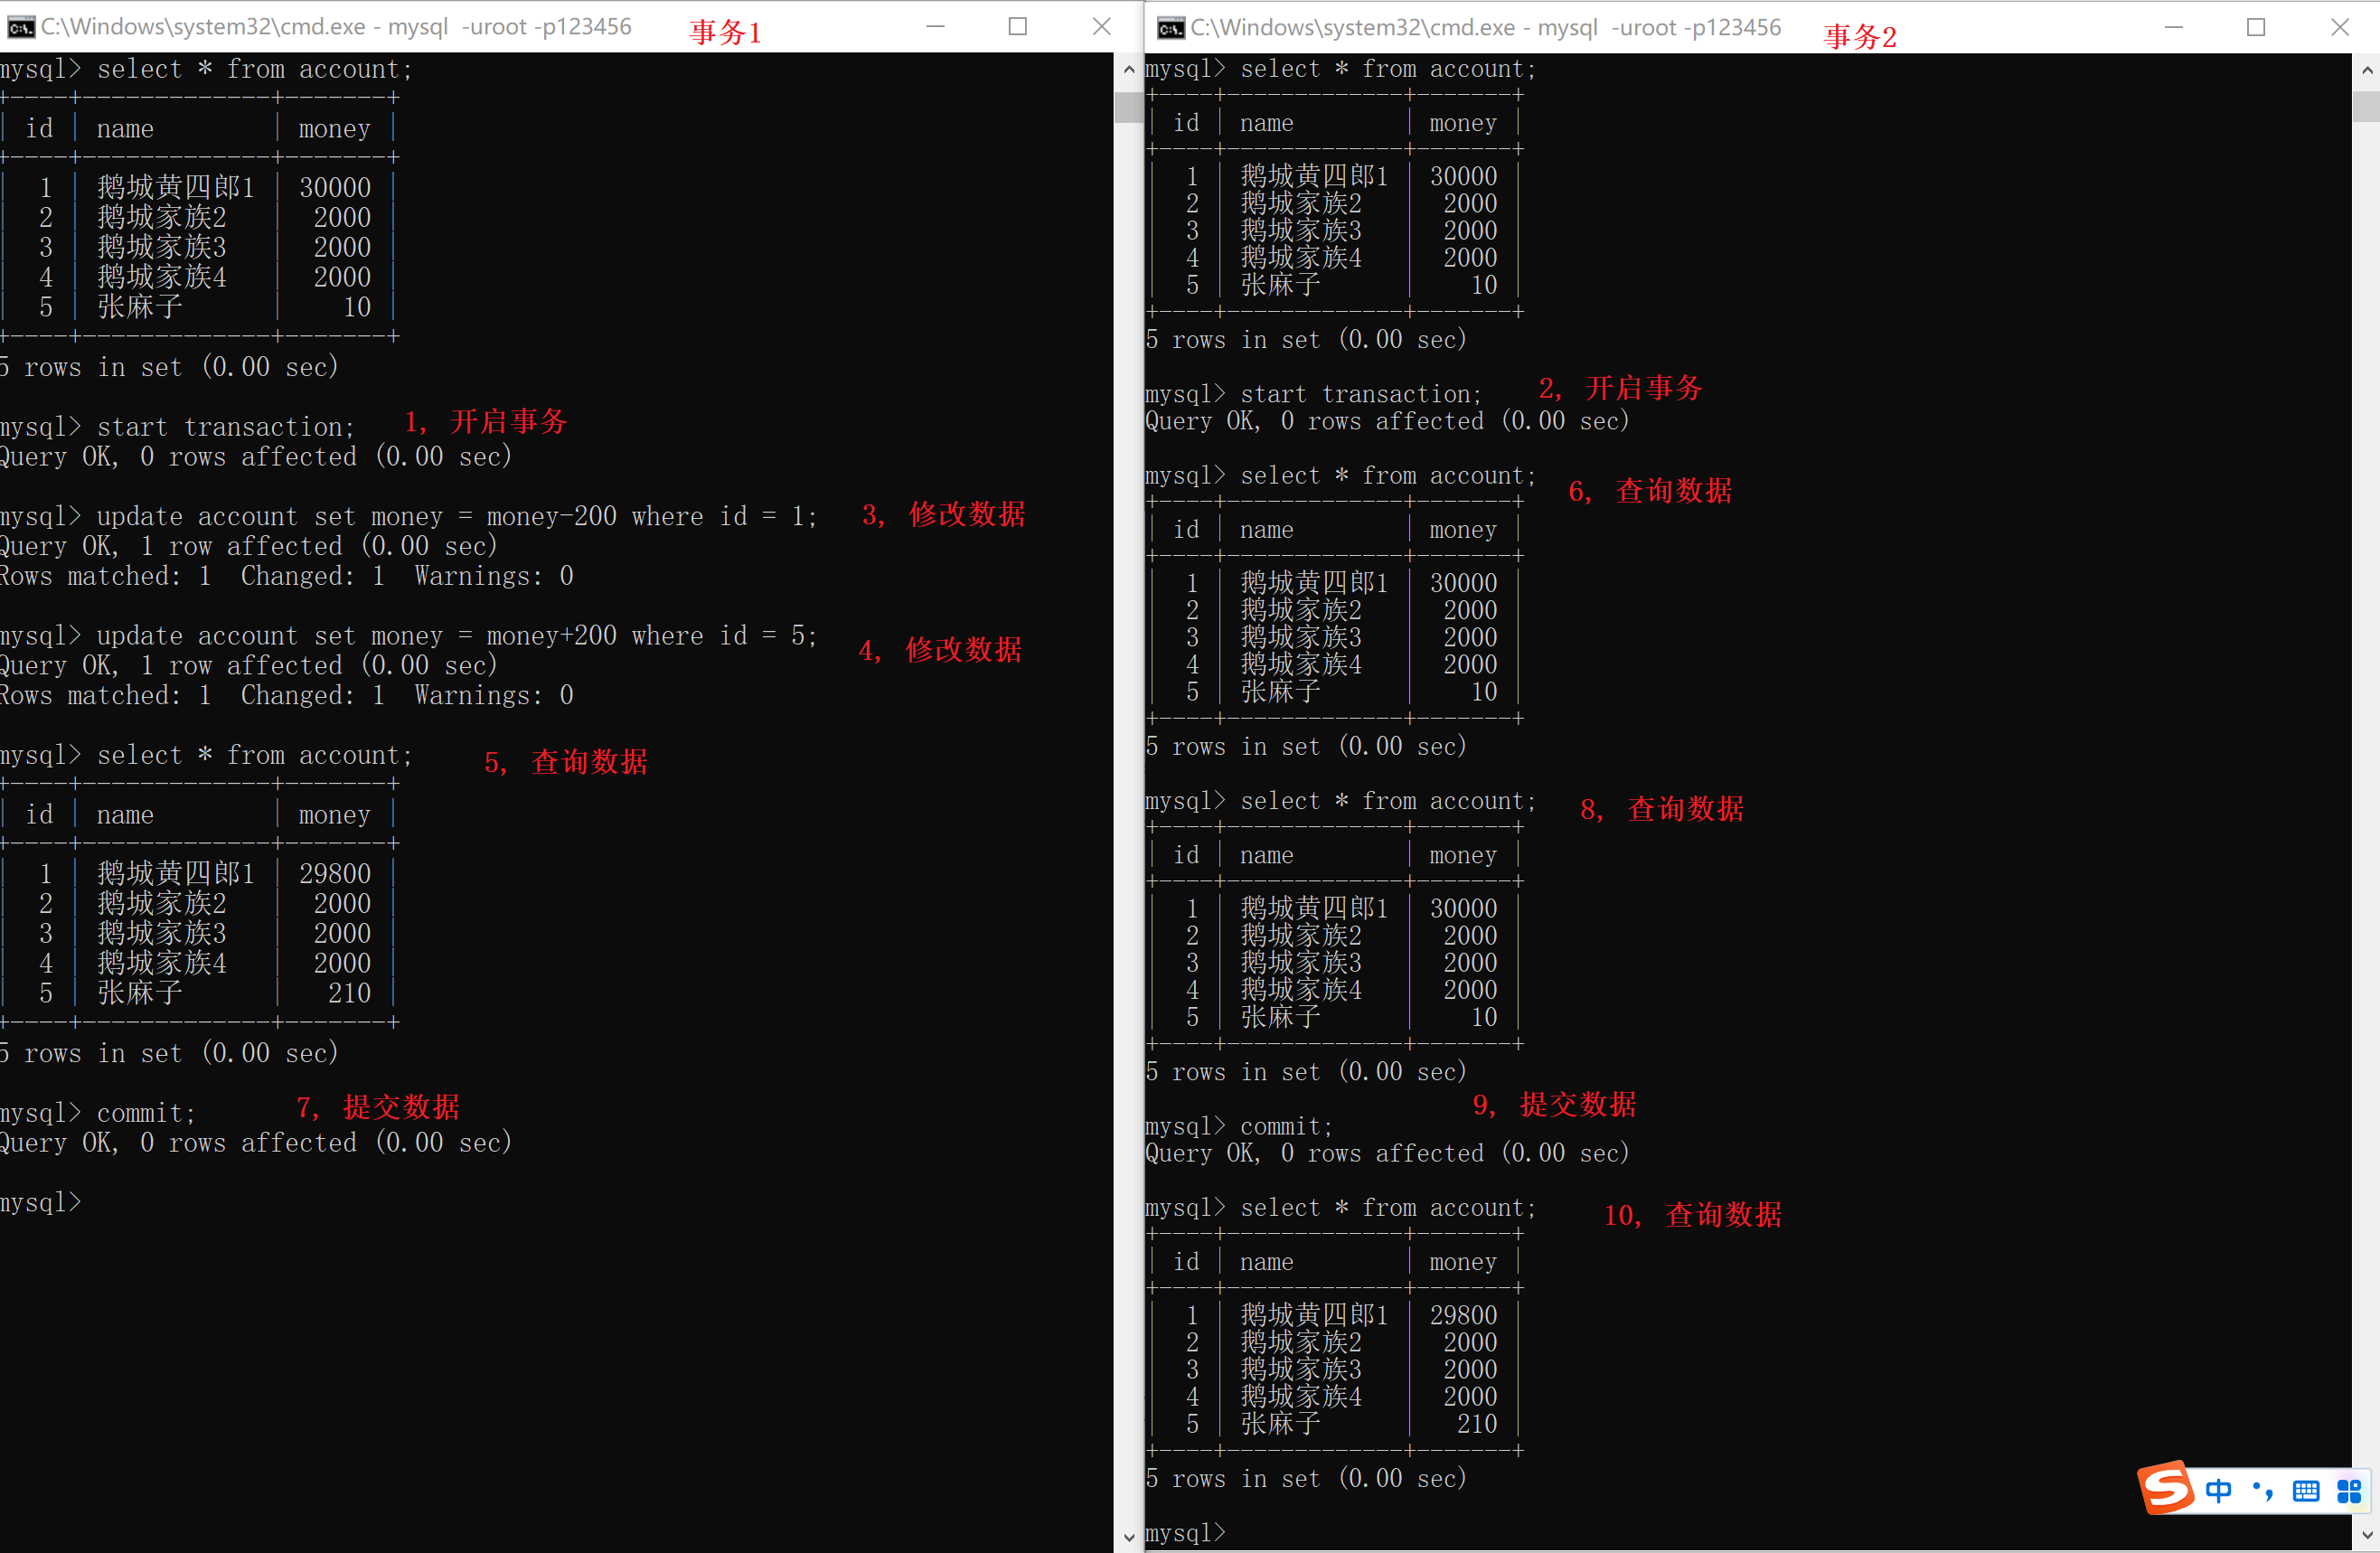 C:\Windows\system32\cmd.exe - mysql  -uroot -p123456
事务1
mysql> select * from account;
+----+-------------+-------+
| id | name        | money |
+----+-------------+-------+
|  1 | 鹅城黄四郎1 | 30000 |
|  2 | 鹅城家族2   |  2000 |
|  3 | 鹅城家族3   |  2000 |
|  4 | 鹅城家族4   |  2000 |
|  5 | 张麻子      |    10 |
+----+-------------+-------+
5 rows in set (0.00 sec)
mysql> start transaction; 1, 开启事务
Query OK, 0 rows affected (0.00 sec)
mysql> update account set money = money-200 where id = 1; 3, 修改数据
Query OK, 1 row affected (0.00 sec)
Rows matched: 1  Changed: 1  Warnings: 0
mysql> update account set money = money+200 where id = 5; 4, 修改数据
Query OK, 1 row affected (0.00 sec)
Rows matched: 1  Changed: 1  Warnings: 0
mysql> select * from account; 5, 查询数据
+----+-------------+-------+
| id | name        | money |
+----+-------------+-------+
|  1 | 鹅城黄四郎1 | 29800 |
|  2 | 鹅城家族2   |  2000 |
|  3 | 鹅城家族3   |  2000 |
|  4 | 鹅城家族4   |  2000 |
|  5 | 张麻子      |   210 |
+----+-------------+-------+
5 rows in set (0.00 sec)
mysql> commit; 7, 提交数据
Query OK, 0 rows affected (0.00 sec)
mysql>
C:\Windows\system32\cmd.exe - mysql  -uroot -p123456
事务2
mysql> select * from account;
+----+-------------+-------+
| id | name        | money |
+----+-------------+-------+
|  1 | 鹅城黄四郎1 | 30000 |
|  2 | 鹅城家族2   |  2000 |
|  3 | 鹅城家族3   |  2000 |
|  4 | 鹅城家族4   |  2000 |
|  5 | 张麻子      |    10 |
+----+-------------+-------+
5 rows in set (0.00 sec)
mysql> start transaction; 2, 开启事务
Query OK, 0 rows affected (0.00 sec)
mysql> select * from account; 6, 查询数据
+----+-------------+-------+
| id | name        | money |
+----+-------------+-------+
|  1 | 鹅城黄四郎1 | 30000 |
|  2 | 鹅城家族2   |  2000 |
|  3 | 鹅城家族3   |  2000 |
|  4 | 鹅城家族4   |  2000 |
|  5 | 张麻子      |    10 |
+----+-------------+-------+
5 rows in set (0.00 sec)
mysql> select * from account; 8, 查询数据
+----+-------------+-------+
| id | name        | money |
+----+-------------+-------+
|  1 | 鹅城黄四郎1 | 30000 |
|  2 | 鹅城家族2   |  2000 |
|  3 | 鹅城家族3   |  2000 |
|  4 | 鹅城家族4   |  2000 |
|  5 | 张麻子      |    10 |
+----+-------------+-------+
5 rows in set (0.00 sec)
9, 提交数据
mysql> commit;
Query OK, 0 rows affected (0.00 sec)
mysql> select * from account; 10, 查询数据
+----+-------------+-------+
| id | name        | money |
+----+-------------+-------+
|  1 | 鹅城黄四郎1 | 29800 |
|  2 | 鹅城家族2   |  2000 |
|  3 | 鹅城家族3   |  2000 |
|  4 | 鹅城家族4   |  2000 |
|  5 | 张麻子      |   210 |
+----+-------------+-------+
5 rows in set (0.00 sec)
S 中
mysql>